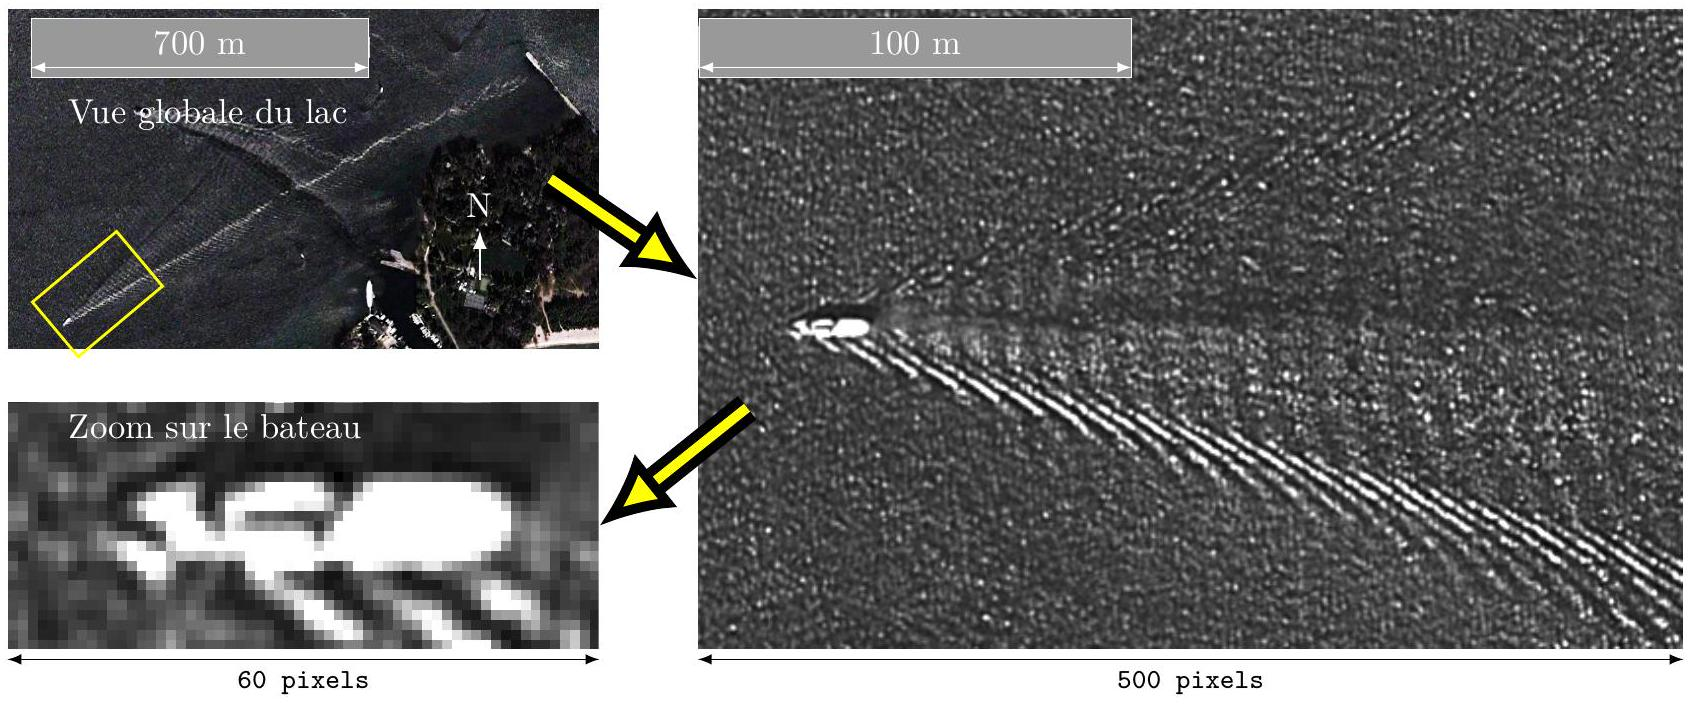 700 m
Vue globale du lac
N
100 m
Zoom sur le bateau
60 pixels
500 pixels